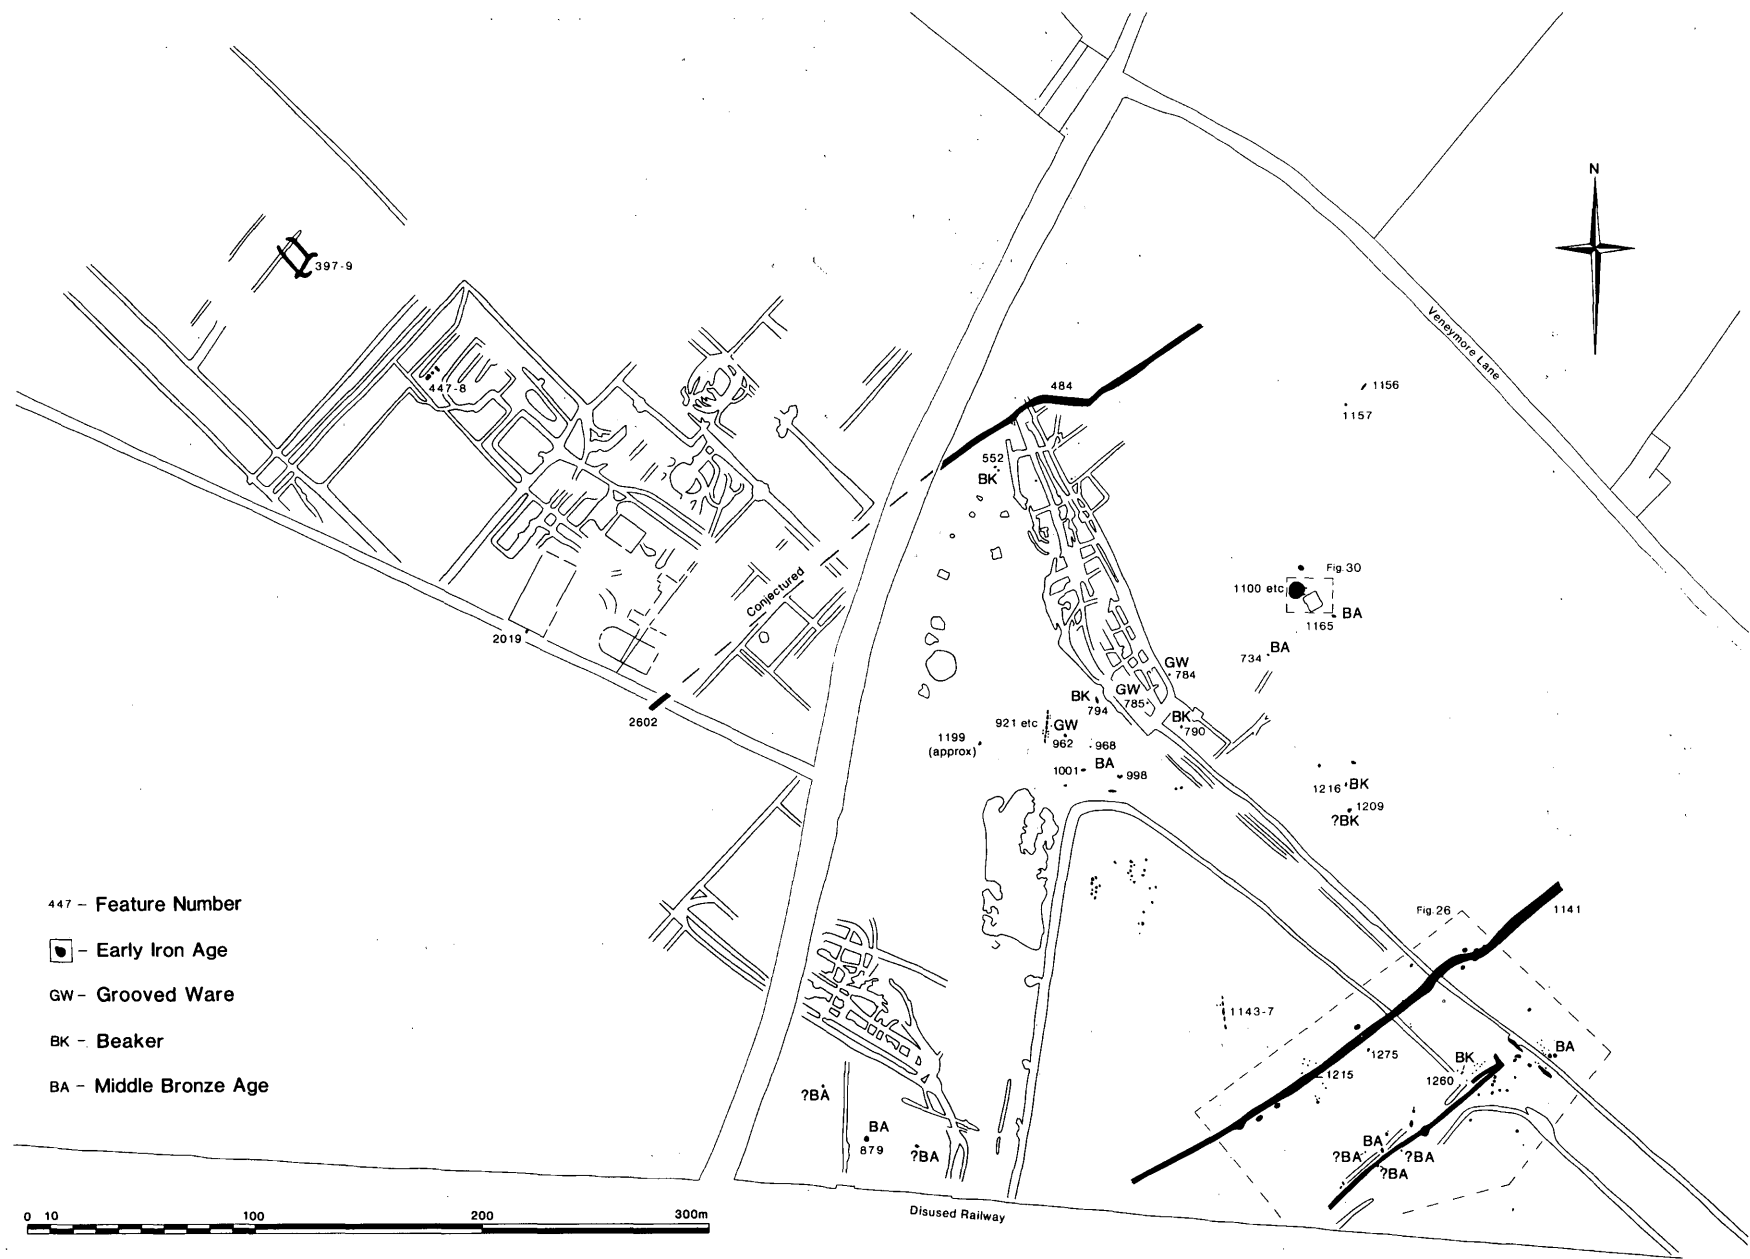 N
397-9
Veneymore Lane
484
1156
1157
447-8
552
BK
Fig. 30
1100 etc
BA
1165
Conjectured
2019
BA
734
GW
784
GW
785
BK
794
BK
790
2602
921 etc
GW
962
968
1199
(approx)
BA
1001
998
1216
BK
1209
?BK
447 - Feature Number
- Early Iron Age
GW - Grooved Ware
BK - Beaker
BA - Middle Bronze Age
Fig. 26
1141
1143-7
1275
1215
BK
1260
BA
?BA
BA
879
?BA
BA
?BA
?BA
?BA
0 10 100 200 300m
Disused Railway